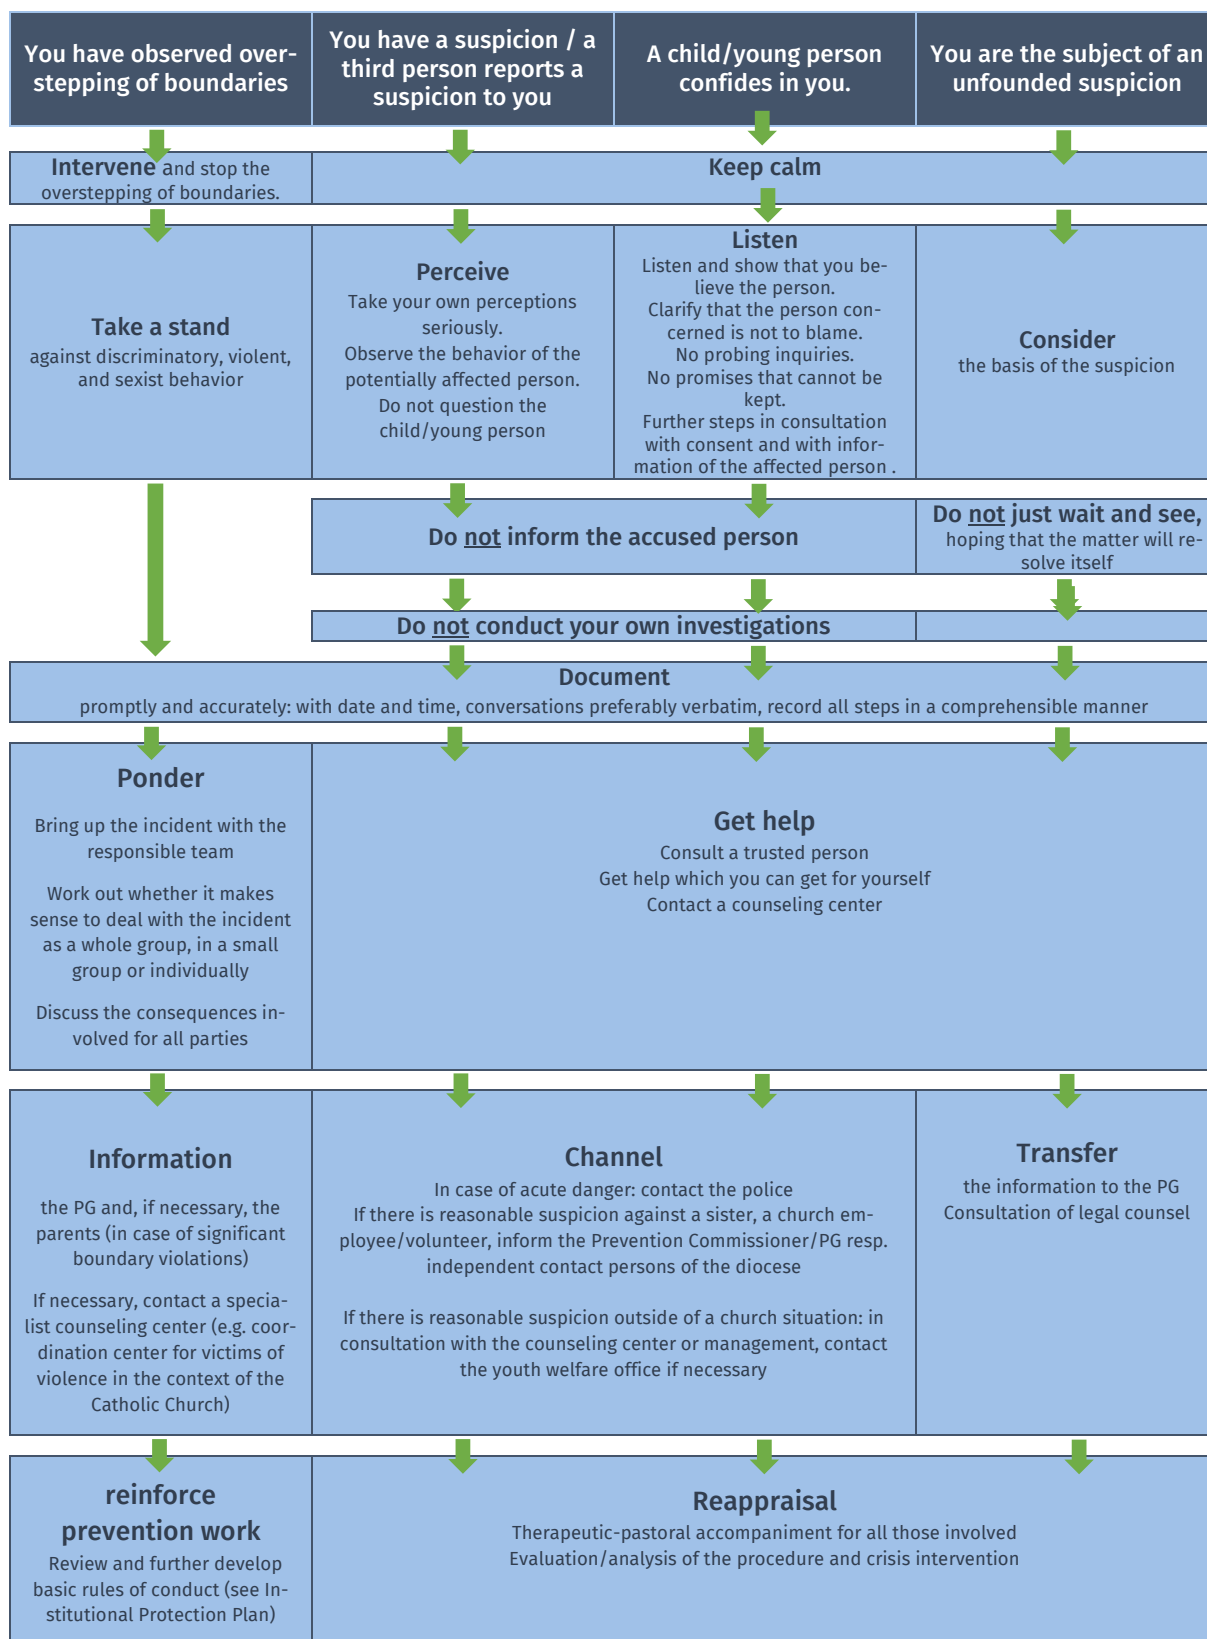 You have observed over-
stepping of boundaries
You have a suspicion / a
third person reports a
suspicion to you
A child/young person
confides in you.
You are the subject of an
unfounded suspicion
Intervene and stop the
overstepping of boundaries.
Keep calm
Take a stand
against discriminatory, violent,
and sexist behavior
Perceive
Take your own perceptions
seriously.
Observe the behavior of the
potentially affected person.
Do not question the
child/young person
Listen
Listen and show that you be-
lieve the person.
Clarify that the person con-
cerned is not to blame.
No probing inquiries.
No promises that cannot be
kept.
Further steps in consultation
with consent and with infor-
mation of the affected person .
Consider
the basis of the suspicion
Do not inform the accused person
Do not just wait and see,
hoping that the matter will re-
solve itself
Do not conduct your own investigations
Document
promptly and accurately: with date and time, conversations preferably verbatim, record all steps in a comprehensible manner
Ponder
Bring up the incident with the
responsible team
Work out whether it makes
sense to deal with the incident
as a whole group, in a small
group or individually
Discuss the consequences in-
volved for all parties
Get help
Consult a trusted person
Get help which you can get for yourself
Contact a counseling center
Information
the PG and, if necessary, the
parents (in case of significant
boundary violations)
If necessary, contact a specia-
list counseling center (e.g. coor-
dination center for victims of
violence in the context of the
Catholic Church)
Channel
In case of acute danger: contact the police
If there is reasonable suspicion against a sister, a church em-
ployee/volunteer, inform the Prevention Commissioner/PG resp.
independent contact persons of the diocese
If there is reasonable suspicion outside of a church situation: in
consultation with the counseling center or management, contact
the youth welfare office if necessary
Transfer
the information to the PG
Consultation of legal counsel
reinforce
prevention work
Review and further develop
basic rules of conduct (see In-
stitutional Protection Plan)
Reappraisal
Therapeutic-pastoral accompaniment for all those involved
Evaluation/analysis of the procedure and crisis intervention